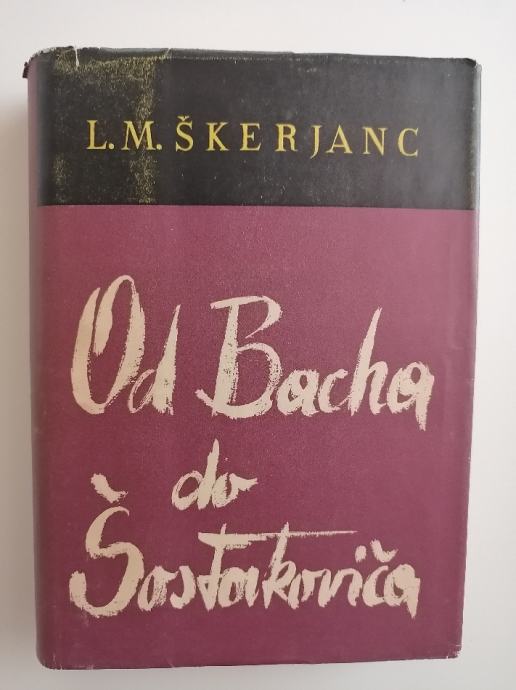 L. M. ŠKERJANC
Od Bacha
do
Šostakoviča